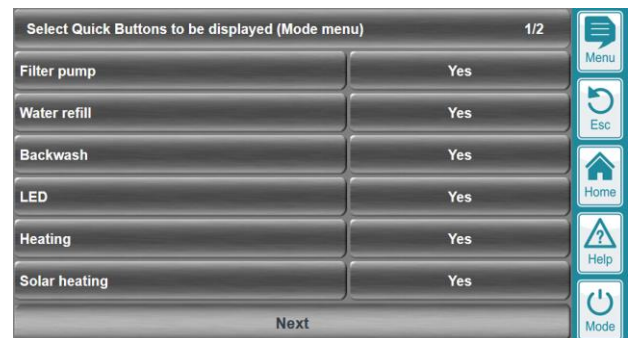 Select Quick Buttons to be displayed (Mode menu) 1/2
Filter pump Yes
Water refill Yes
Backwash Yes
LED Yes
Heating Yes
Solar heating Yes
Next
Menu
Esc
Home
?
Help
Mode